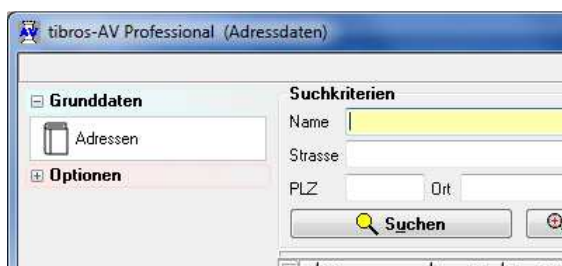 tibros-AV Professional (Adressdaten)
Grunddaten
Adressen
Optionen
Suchkriterien
Name
Strasse
PLZ Ort
Suchen